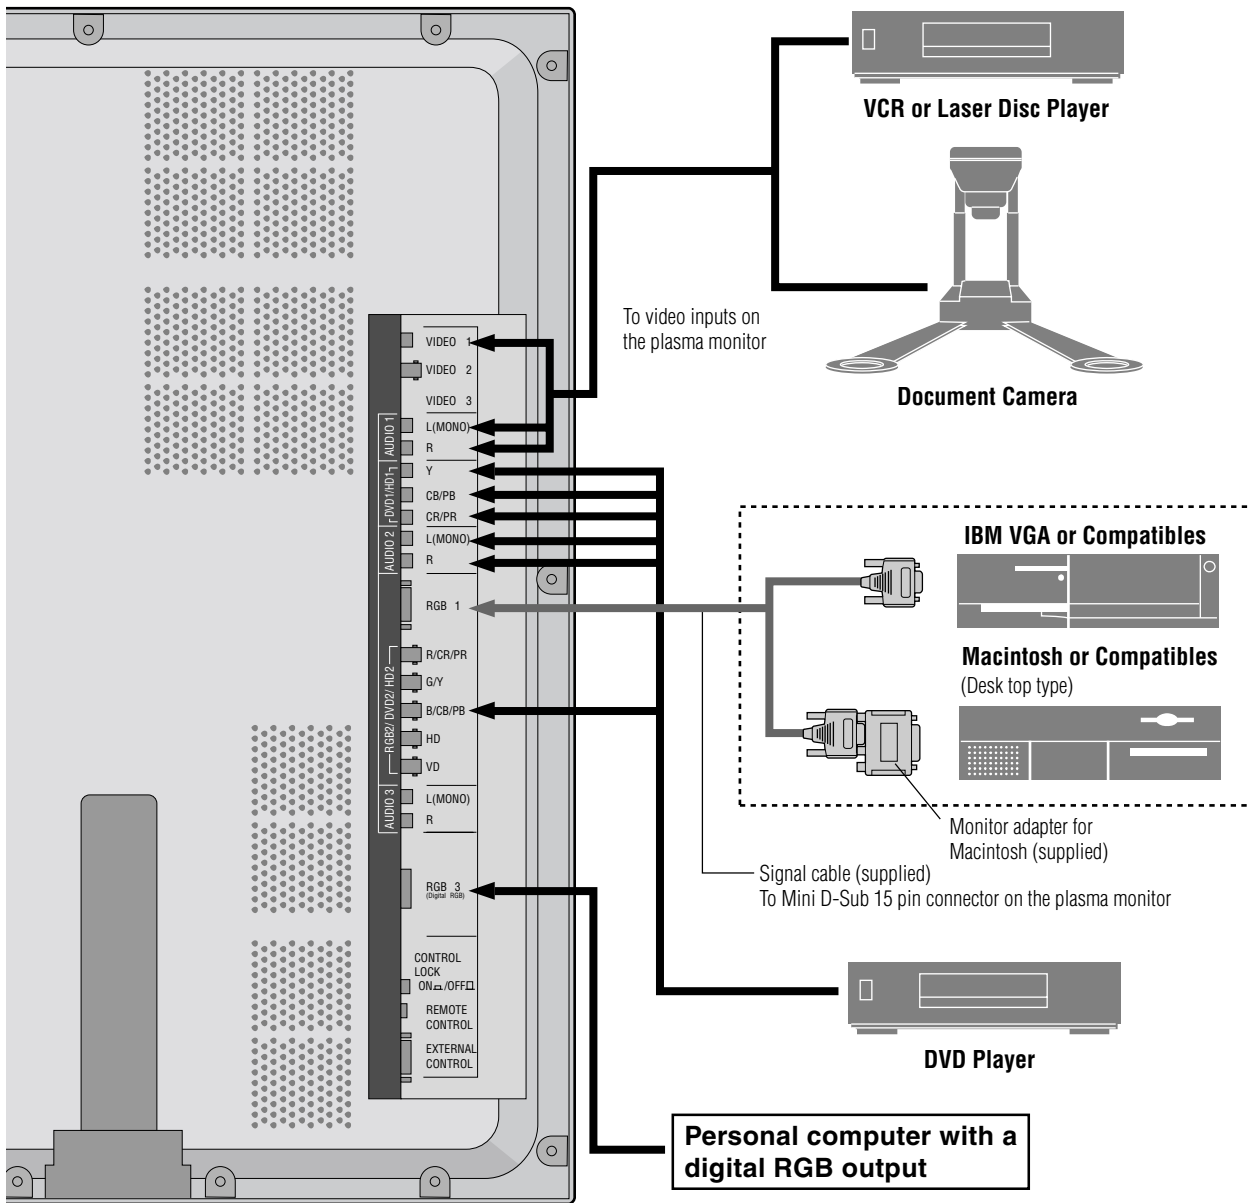 VCR or Laser Disc Player
To video inputs on
the plasma monitor
Document Camera
VIDEO 1
VIDEO 2
VIDEO 3
AUDIO 1
L(MONO)
R
DVD1/HD1
Y
CB/PB
CR/PR
AUDIO 2
L(MONO)
R
RGB 1
RGB2/ DVD2/ HD2
R/CR/PR
G/Y
B/CB/PB
HD
VD
AUDIO 3
L(MONO)
R
RGB 3
(Digital RGB)
CONTROL
LOCK
ON /OFF
REMOTE
CONTROL
EXTERNAL
CONTROL
IBM VGA or Compatibles
Macintosh or Compatibles
(Desk top type)
Monitor adapter for
Macintosh (supplied)
Signal cable (supplied)
To Mini D-Sub 15 pin connector on the plasma monitor
DVD Player
Personal computer with a
digital RGB output